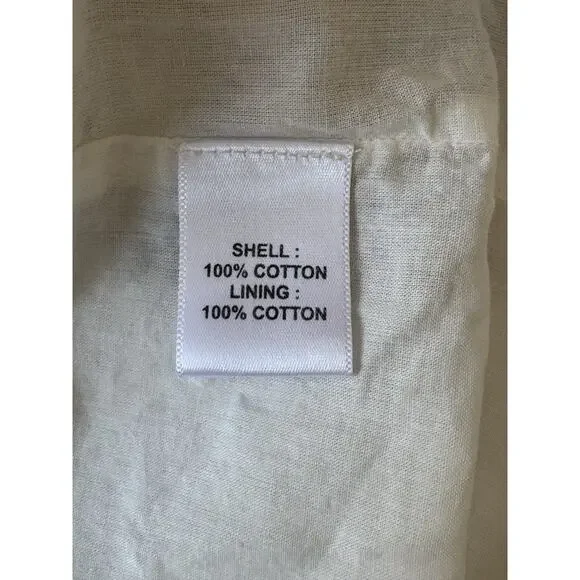 SHELL :
100% COTTON
LINING :
100% COTTON